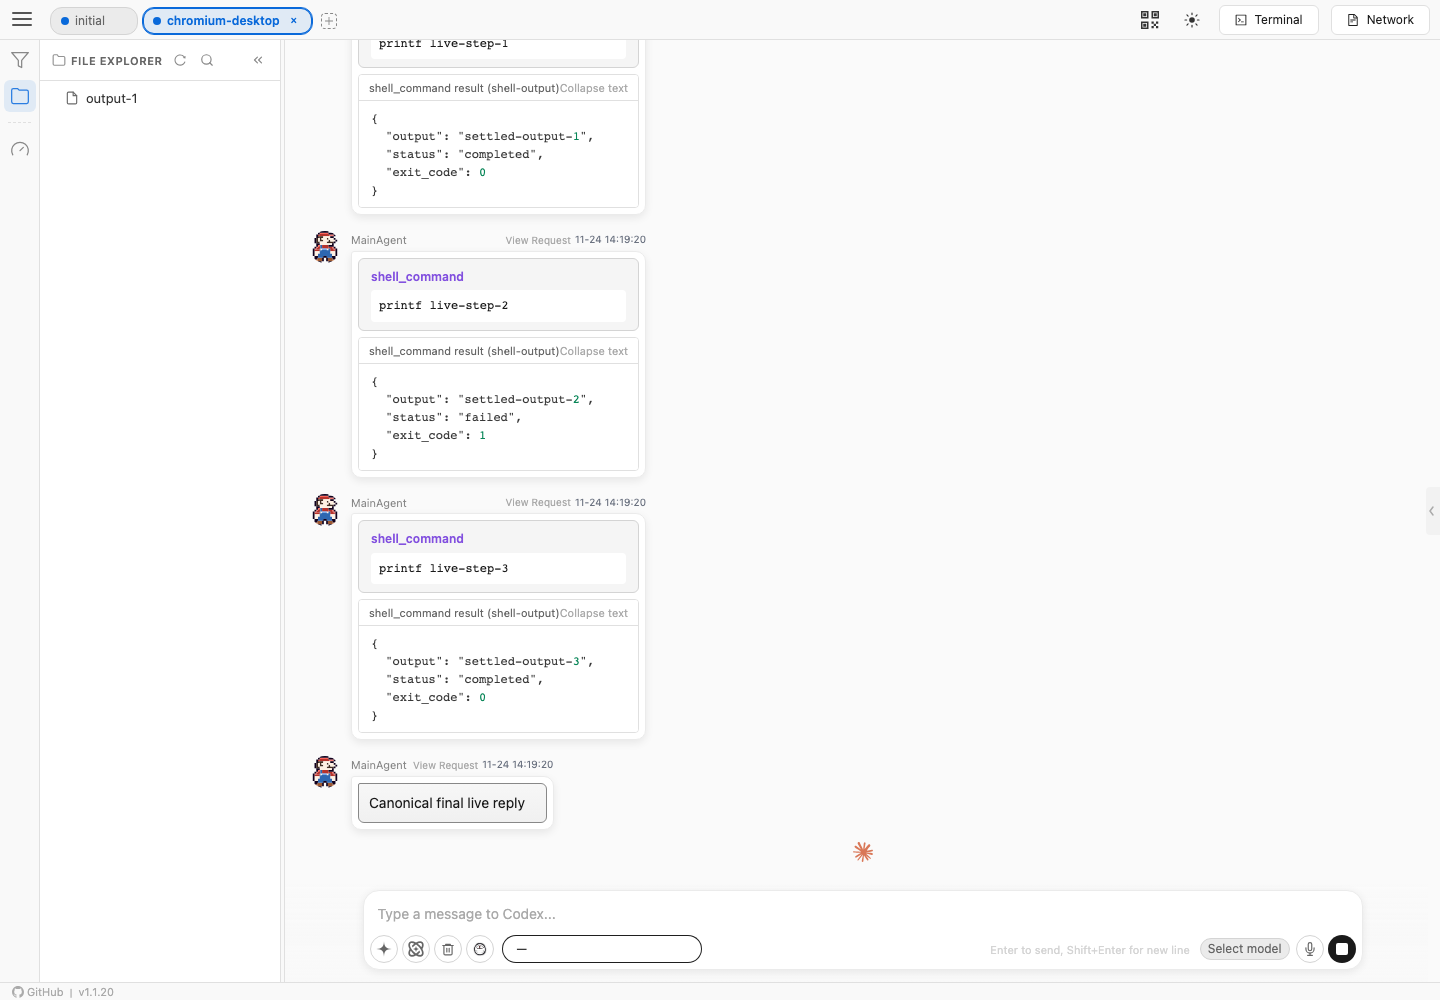 initial
chromium-desktop ×
Terminal
Network
FILE EXPLORER
output-1
printf live-step-1
shell_command result (shell-output)Collapse text
{
"output": "settled-output-1",
"status": "completed",
"exit_code": 0
}
MainAgent View Request 11-24 14:19:20
shell_command
printf live-step-2
shell_command result (shell-output)Collapse text
{
"output": "settled-output-2",
"status": "failed",
"exit_code": 1
}
MainAgent View Request 11-24 14:19:20
shell_command
printf live-step-3
shell_command result (shell-output)Collapse text
{
"output": "settled-output-3",
"status": "completed",
"exit_code": 0
}
MainAgent View Request 11-24 14:19:20
Canonical final live reply
Type a message to Codex...
—
Enter to send, Shift+Enter for new line
Select model
GitHub | v1.1.20